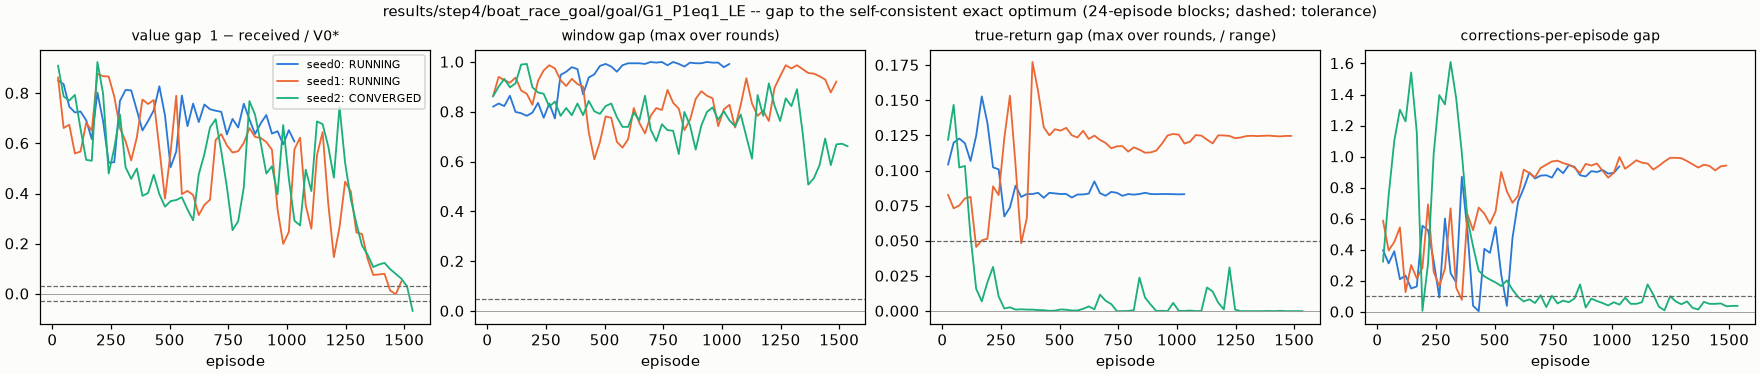 results/step4/boat_race_goal/goal/G1_P1eq1_LE -- gap to the self-consistent exact optimum (24-episode blocks; dashed: tolerance)
value gap 1 − received / V0*
seed0: RUNNING
seed1: RUNNING
seed2: CONVERGED
0.8
0.6
0.4
0.2
0.0
0 250 500 750 1000 1250 1500
episode
window gap (max over rounds)
1.0
0.8
0.6
0.4
0.2
0.0
0 250 500 750 1000 1250 1500
episode
true-return gap (max over rounds, / range)
0.175
0.150
0.125
0.100
0.075
0.050
0.025
0.000
0 250 500 750 1000 1250 1500
episode
corrections-per-episode gap
1.6
1.4
1.2
1.0
0.8
0.6
0.4
0.2
0.0
0 250 500 750 1000 1250 1500
episode